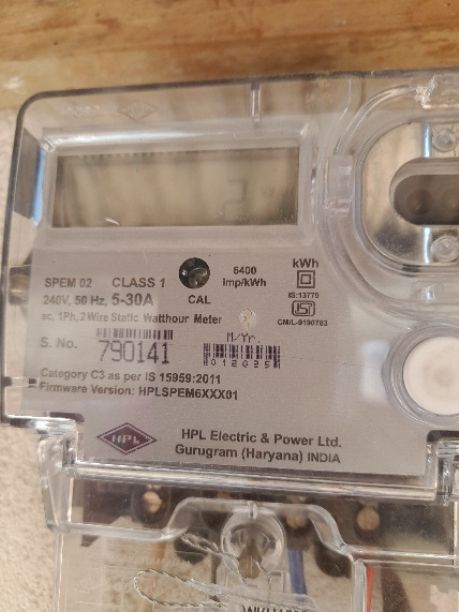 2
SPEM 02 CLASS 1
CAL
6400
Imp/kWh
kWh
IS:13779
CM/L-9190783
240V, 50 Hz, 5-30A
ac, 1Ph, 2 Wire Static Watthour Meter
S. No. 790141
M/Yr.
012025
Category C3 as per IS 15959:2011
Firmware Version: HPLSPEM6XXX01
HPL
HPL Electric & Power Ltd.
Gurugram (Haryana) INDIA